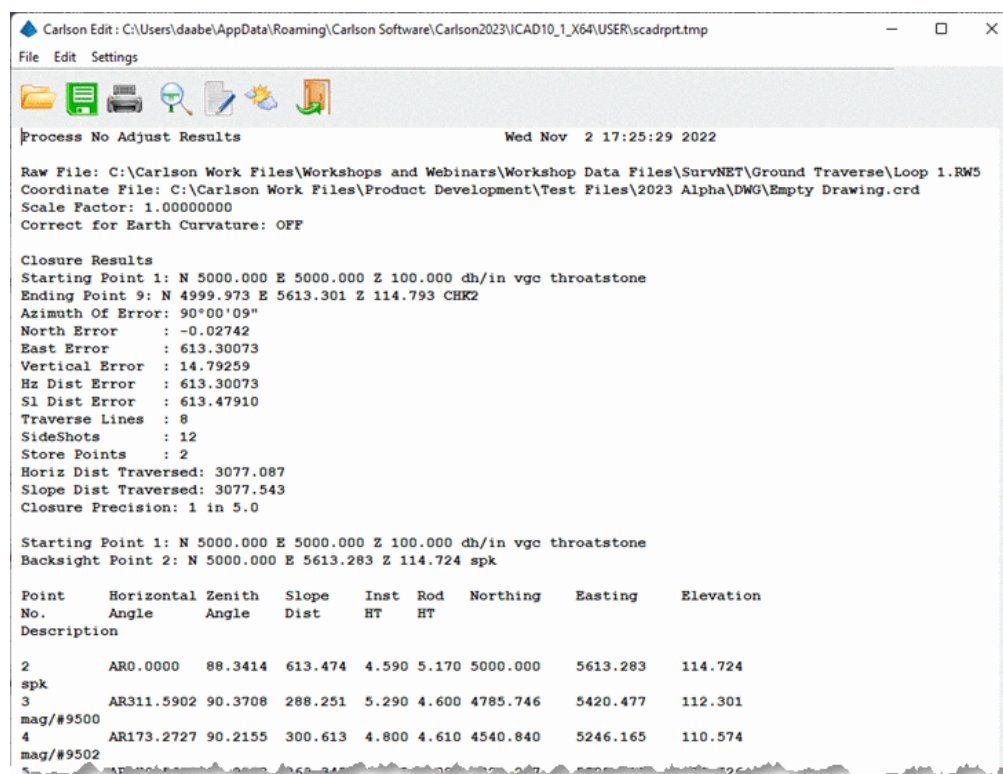 Carlson Edit : C:\Users\daabe\AppData\Roaming\Carlson Software\Carlson2023\ICAD10_1_X64\USER\scadrprt.tmp
File Edit Settings
Process No Adjust Results Wed Nov 2 17:25:29 2022
Raw File: C:\Carlson Work Files\Workshops and Webinars\Workshop Data Files\SurvNET\Ground Traverse\Loop 1.RW5
Coordinate File: C:\Carlson Work Files\Product Development\Test Files\2023 Alpha\DWG\Empty Drawing.crd
Scale Factor: 1.00000000
Correct for Earth Curvature: OFF
Closure Results
Starting Point 1: N 5000.000 E 5000.000 Z 100.000 dh/in vgc throatstone
Ending Point 9: N 4999.973 E 5613.301 Z 114.793 CHK2
Azimuth Of Error: 90°00'09"
North Error : -0.02742
East Error : 613.30073
Vertical Error : 14.79259
Hz Dist Error : 613.30073
Sl Dist Error : 613.47910
Traverse Lines : 8
SideShots : 12
Store Points : 2
Horiz Dist Traversed: 3077.087
Slope Dist Traversed: 3077.543
Closure Precision: 1 in 5.0
Starting Point 1: N 5000.000 E 5000.000 Z 100.000 dh/in vgc throatstone
Backsight Point 2: N 5000.000 E 5613.283 Z 114.724 spk
Point Horizontal Zenith Slope Inst Rod Northing Easting Elevation
No. Angle Angle Dist HT HT
Description
2 AR0.0000 88.3414 613.474 4.590 5.170 5000.000 5613.283 114.724
spk
3 AR311.5902 90.3708 288.251 5.290 4.600 4785.746 5420.477 112.301
mag/#9500
4 AR173.2727 90.2155 300.613 4.800 4.610 4540.840 5246.165 110.574
mag/#9502